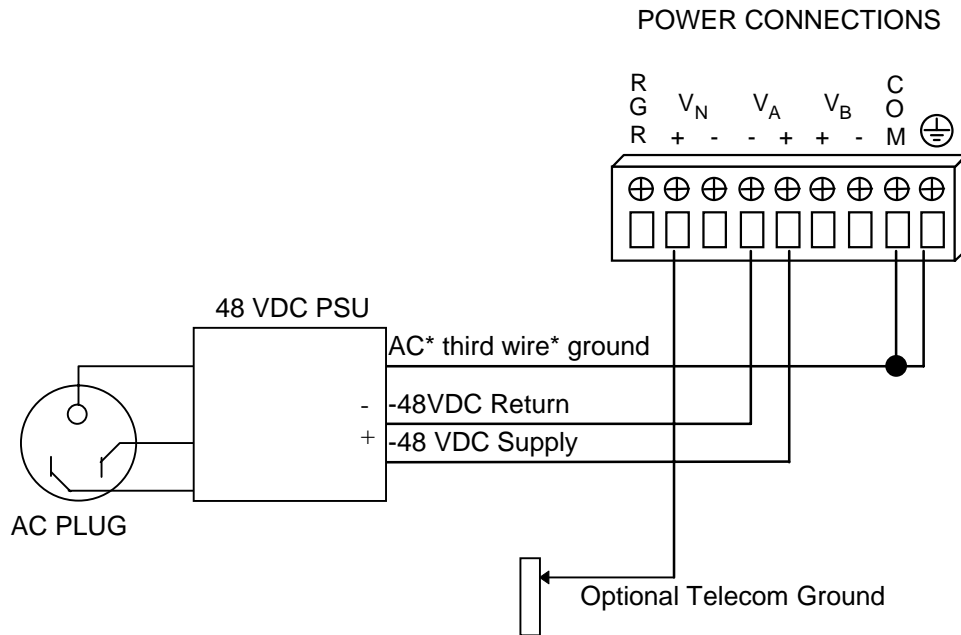 POWER CONNECTIONS
R
G
R
V_N
V_A
V_B
C
O
M
+ - - + + -
48 VDC PSU
AC* third wire* ground
- -48VDC Return
+ -48 VDC Supply
AC PLUG
Optional Telecom Ground